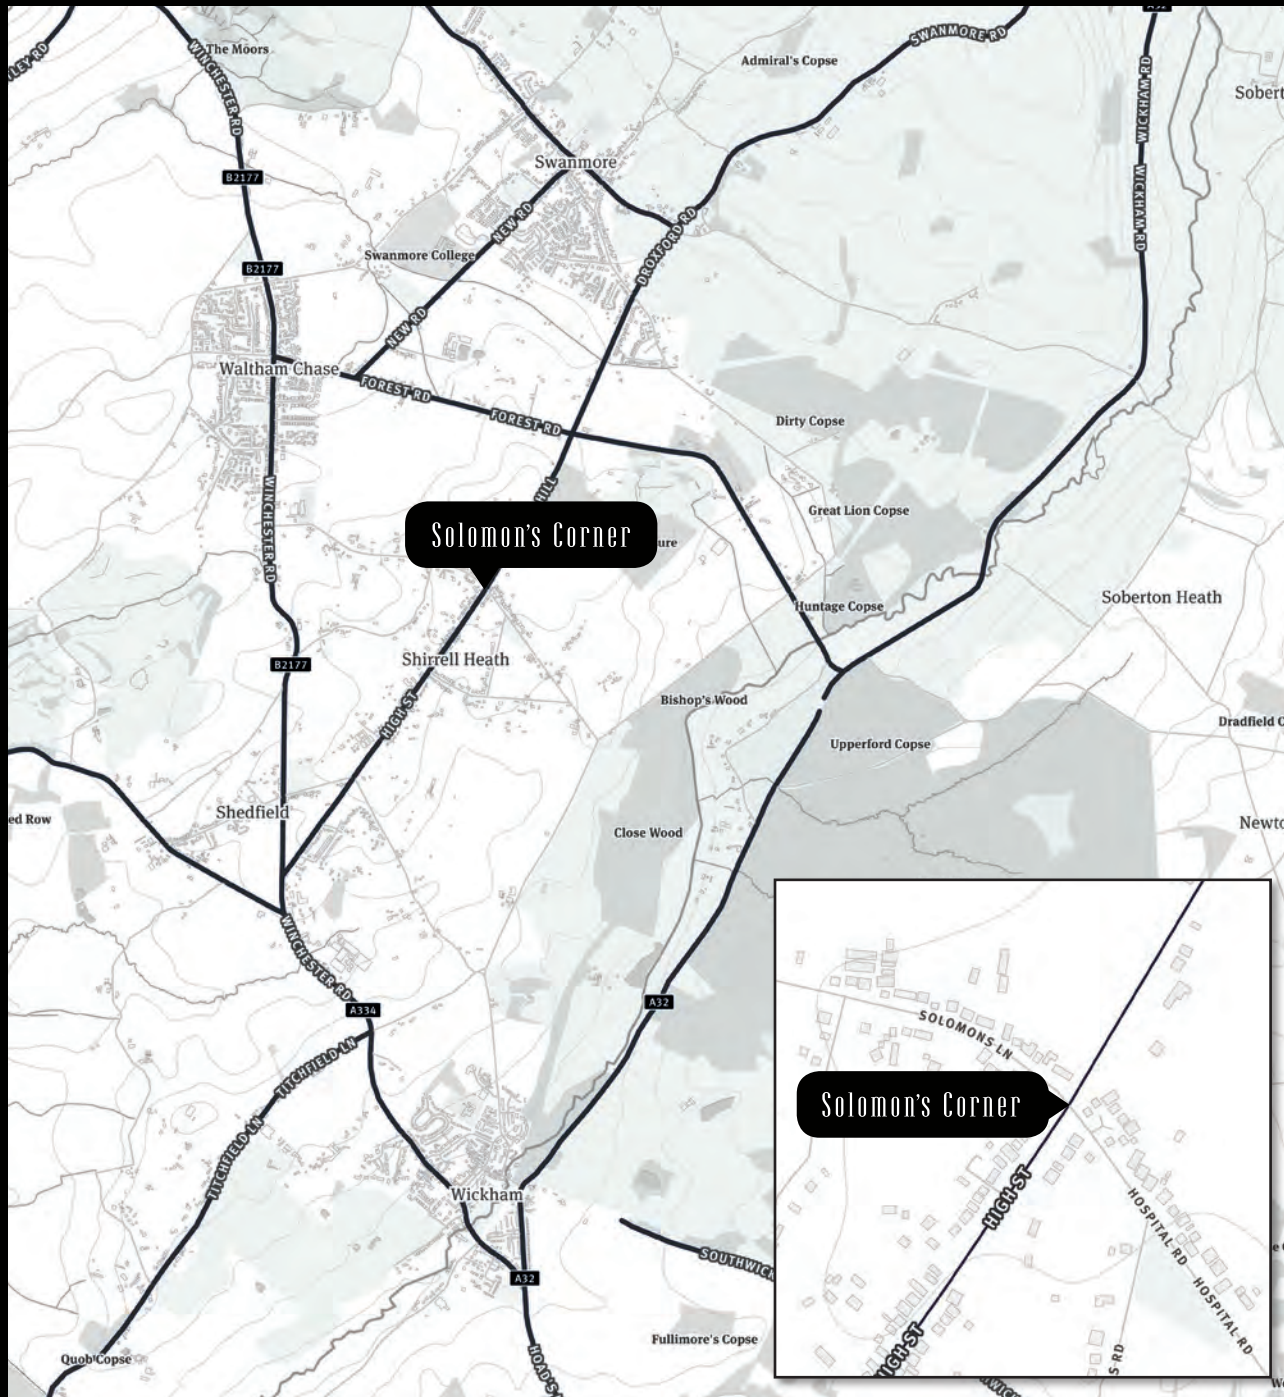 The Moors
WINCHESTER RD
SWANMORE RD
Admiral's Copse
WICKHAM RD
B2177
Swanmore
WICKHAM RD
NEW RD
DROXFORD RD
Swanmore College
B2177
NEW RD
Waltham Chase
FOREST RD
FOREST RD
Dirty Copse
HILL
WINCHESTER RD
Great Lion Copse
Solomon's Corner
Huntage Copse
Soberton Heath
B2177
Shirrell Heath
Bishop's Wood
HIGH ST
Upperford Copse
Shedfield
Close Wood
WINCHESTER RD
A334
A32
SOLOMONS LN
TITCHFIELD LN
Solomon's Corner
TITCHFIELD LN
Wickham
HIGH ST
HOSPITAL RD
SOUTHWICK
A32
HOSPITAL RD
Fullimore's Copse
HIGH ST
Quob Copse